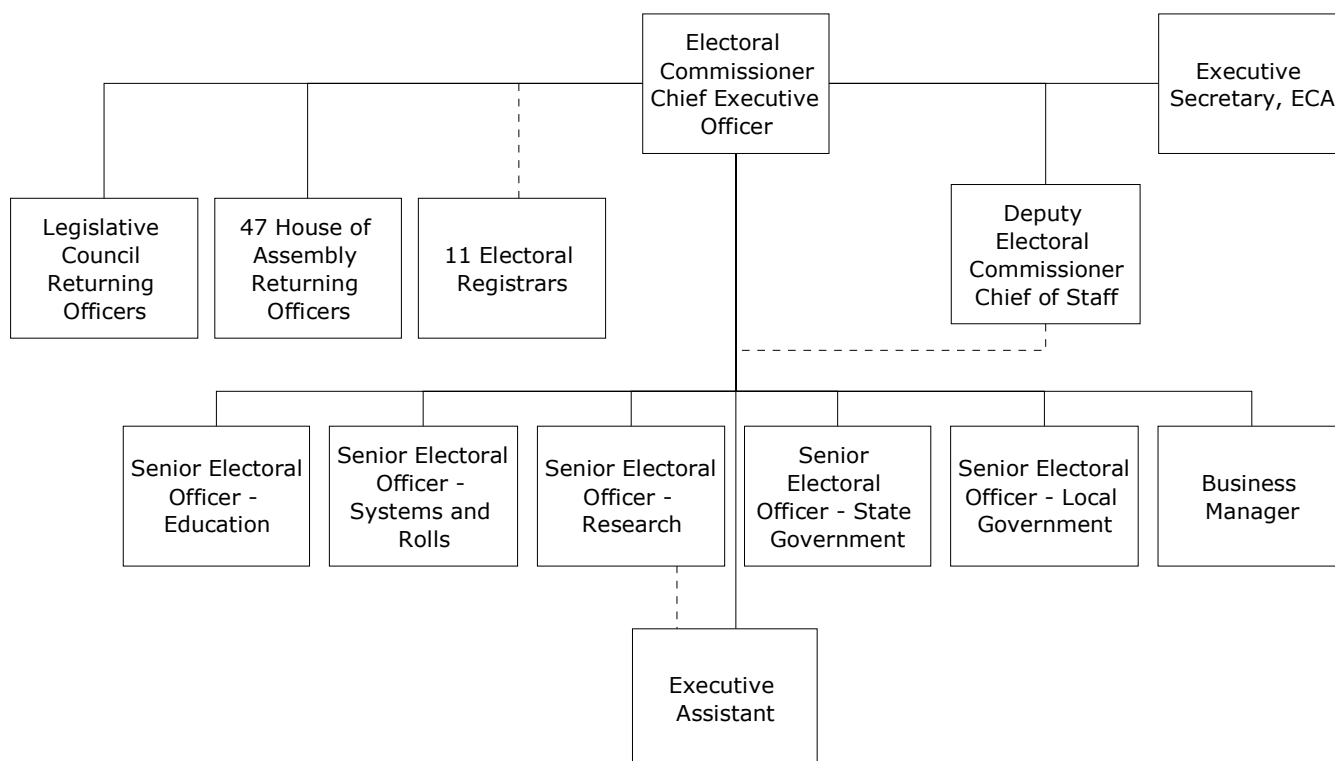 Electoral
Commissioner
Chief Executive
Officer
Executive
Secretary, ECA
Legislative
Council
Returning
Officers
47 House of
Assembly
Returning
Officers
11 Electoral
Registrars
Deputy
Electoral
Commissioner
Chief of Staff
Senior Electoral
Officer -
Education
Senior Electoral
Officer -
Systems and
Rolls
Senior Electoral
Officer -
Research
Senior
Electoral
Officer - State
Government
Senior Electoral
Officer - Local
Government
Business
Manager
Executive
Assistant